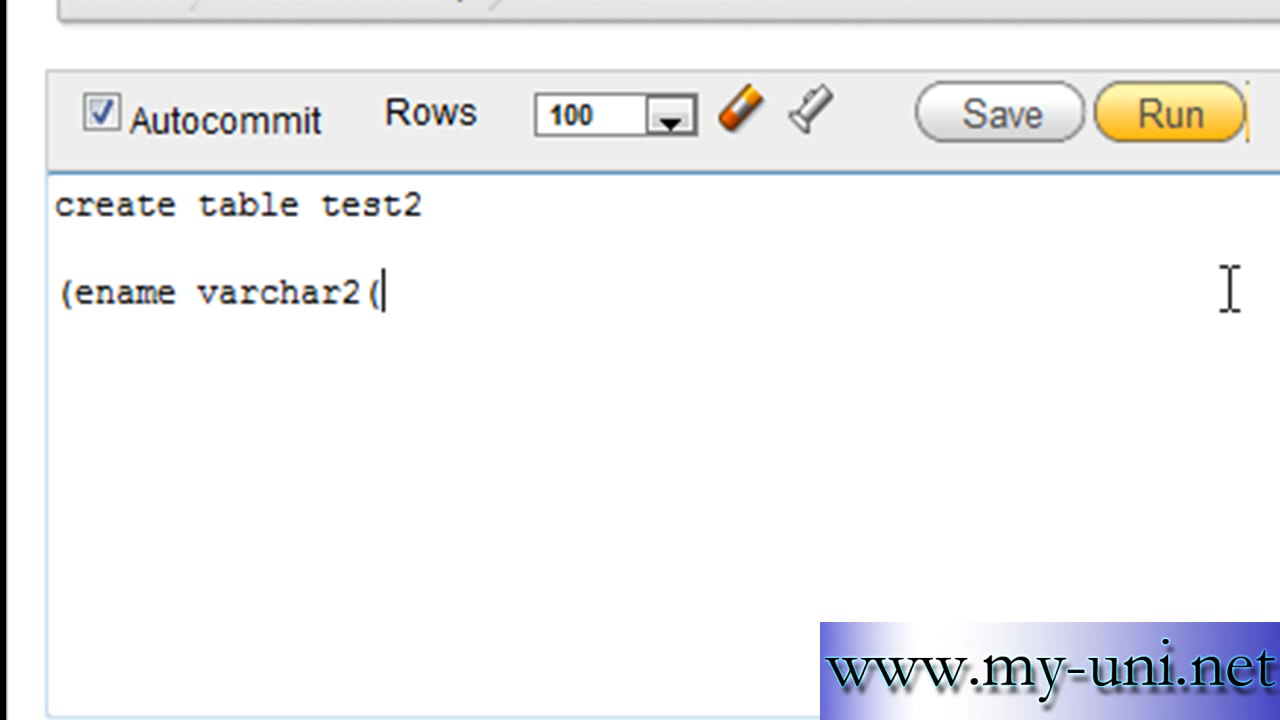 Autocommit Rows 100 Save Run
create table test2
(ename varchar2(
www.my-uni.net